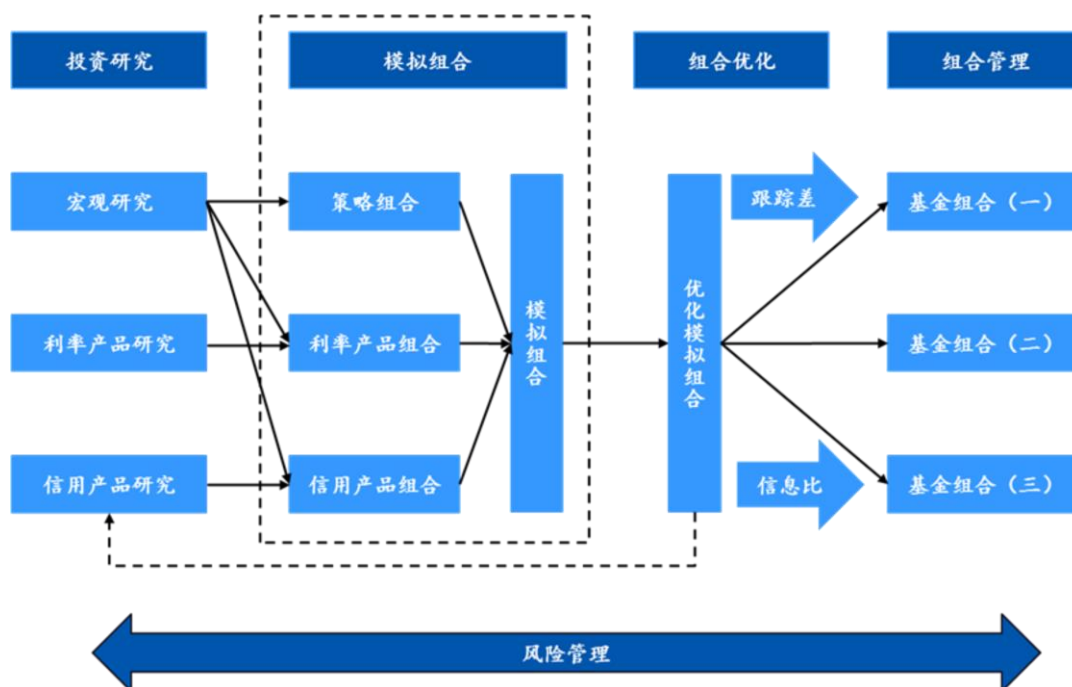 投资研究
模拟组合
组合优化
组合管理
宏观研究
策略组合
跟踪差
基金组合（一）
利率产品研究
利率产品组合
模拟组合
优化模拟组合
基金组合（二）
信用产品研究
信用产品组合
信息比
基金组合（三）
风险管理